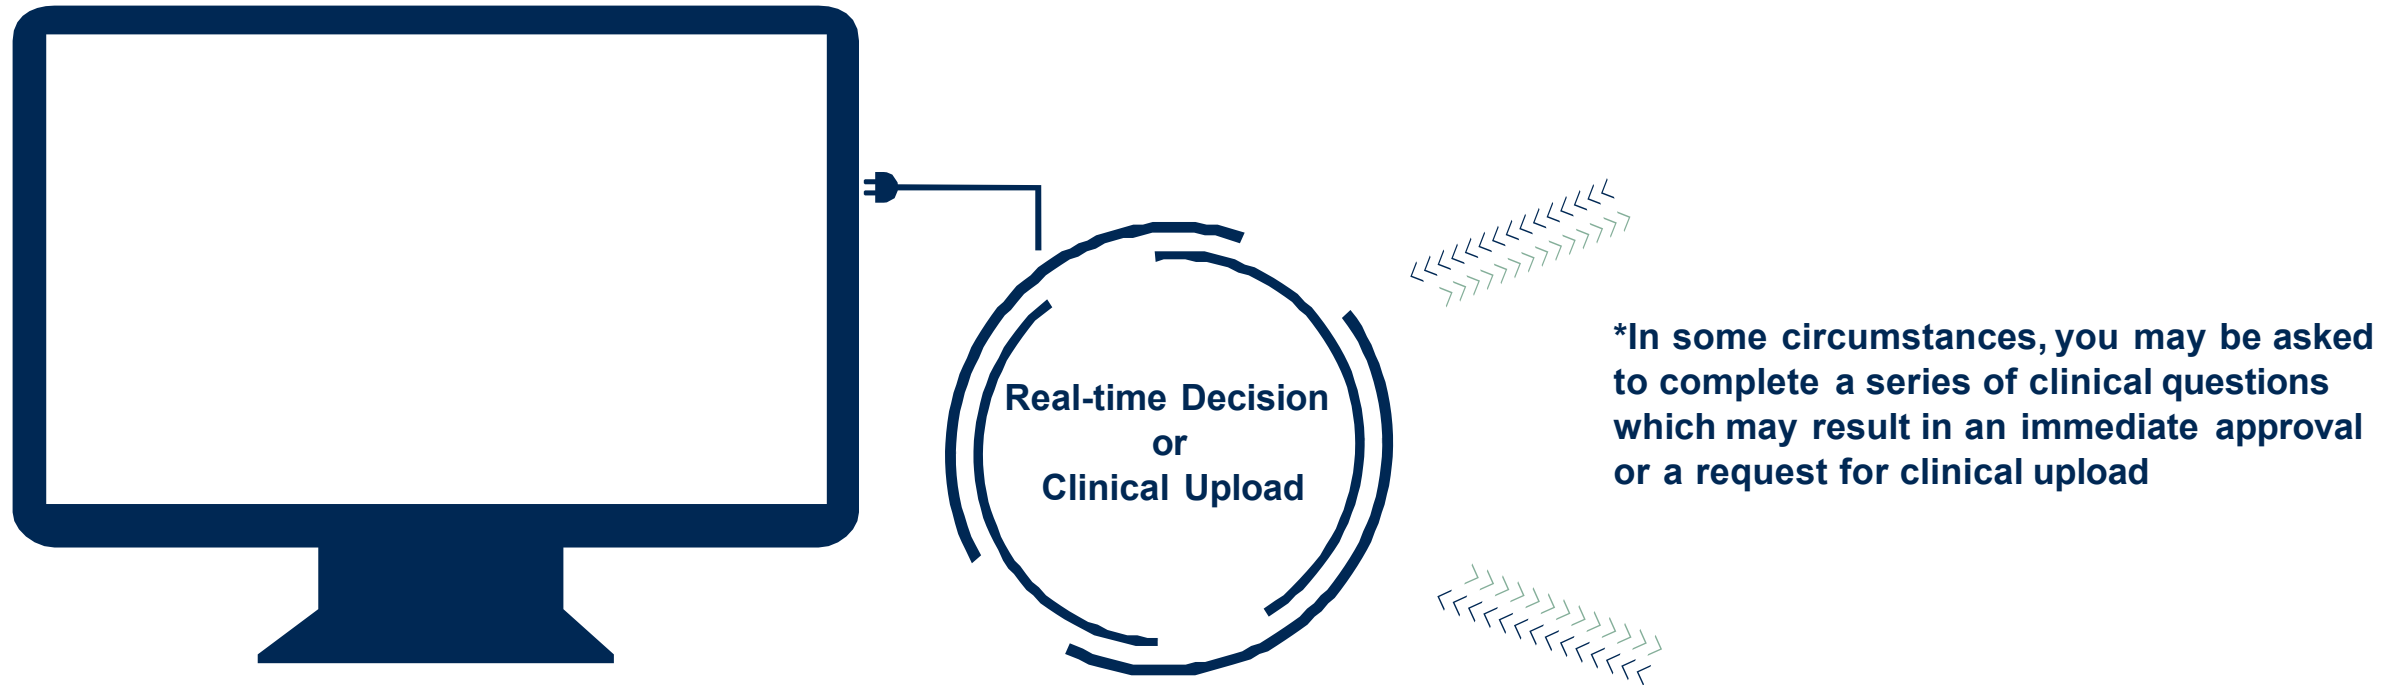 Real-time Decision
or
Clinical Upload
*In some circumstances, you may be asked
to complete a series of clinical questions
which may result in an immediate approval
or a request for clinical upload